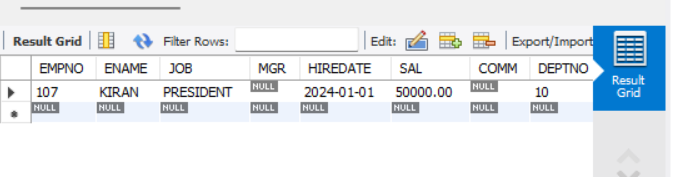 Result Grid Filter Rows: Edit: Export/Import
EMPNO ENAME JOB MGR HIREDATE SAL COMM DEPTNO
107 KIRAN PRESIDENT NULL 2024-01-01 50000.00 NULL 10
NULL NULL NULL NULL NULL NULL NULL NULL
Result
Grid